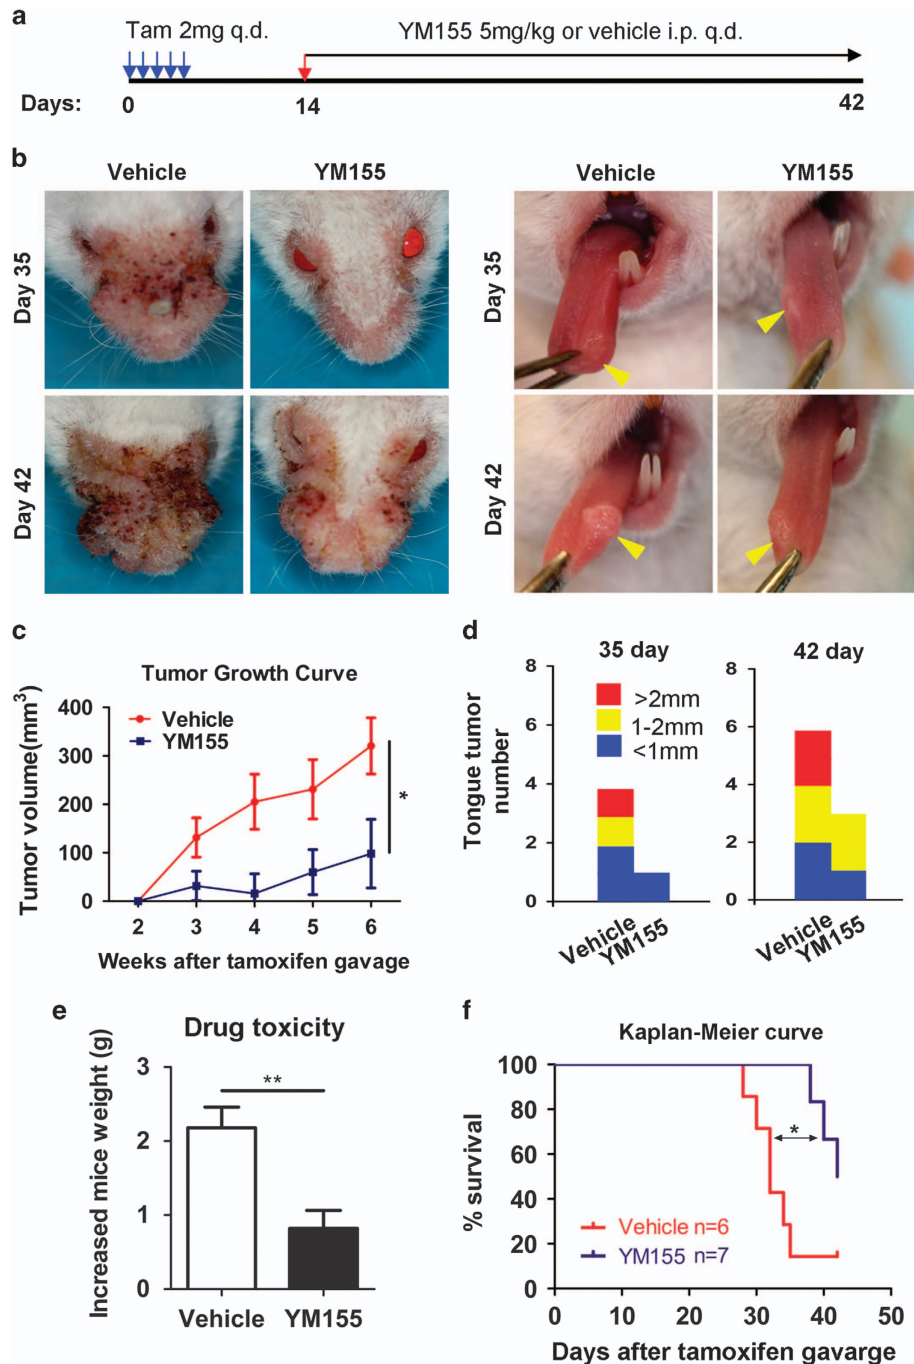 a
Tam 2mg q.d.
YM155 5mg/kg or vehicle i.p. q.d.
Days: 0 14 42
b
Vehicle YM155 Vehicle YM155
Day 35
Day 42
Day 35
Day 42
c
Tumor Growth Curve
Tumor volume(mm3)
400
300
200
100
0
Vehicle
YM155
*
2 3 4 5 6
Weeks after tamoxifen gavage
d
35 day 42 day
Tongue tumor
number
8
6
4
2
0
>2mm
1-2mm
<1mm
Vehicle
YM155
8
6
4
2
0
Vehicle
YM155
e
Drug toxicity
Increased mice weight (g)
3
2
1
0
**
Vehicle YM155
f
Kaplan-Meier curve
% survival
100
80
60
40
20
0
*
Vehicle n=6
YM155 n=7
0 10 20 30 40 50
Days after tamoxifen gavarge